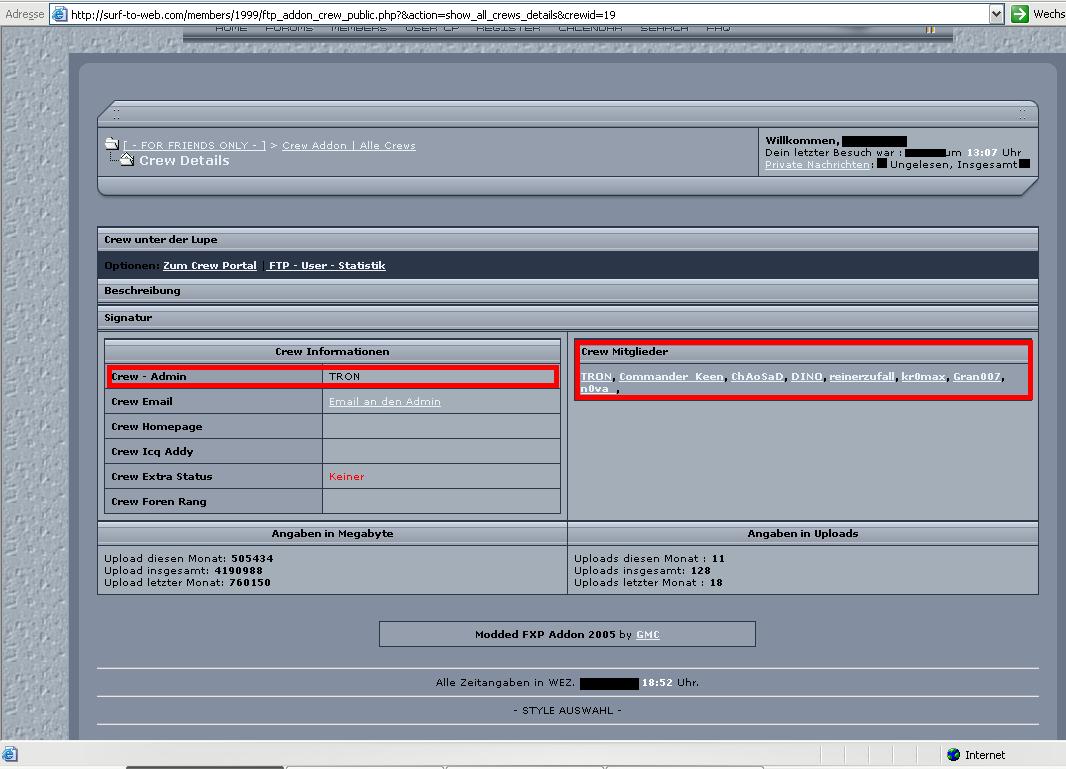 Adresse http://surf-to-web.com/members/1999/ftp_addon_crew_public.php?&action=show_all_crews_details&crewid=19 Wechs
HOME FORUMS MEMBERS USER CP REGISTER CALENDAR SEARCH FAQ
[ - FOR FRIENDS ONLY - ] > Crew Addon | Alle Crews
Crew Details
Willkommen,
Dein letzter Besuch war : um 13:07 Uhr
Private Nachrichten: Ungelesen, Insgesamt
Crew unter der Lupe
Optionen: Zum Crew Portal | FTP - User - Statistik
Beschreibung
Signatur
Crew Informationen
Crew - Admin TRON
Crew Email Email an den Admin
Crew Homepage
Crew Icq Addy
Crew Extra Status Keiner
Crew Foren Rang
Crew Mitglieder
TRON, Commander_Keen, ChAoSaD, DINO, reinerzufall, kr0max, Gran007,
n0va_,
Angaben in Megabyte
Upload diesen Monat: 505434
Upload insgesamt: 4190988
Upload letzter Monat: 760150
Angaben in Uploads
Uploads diesen Monat : 11
Uploads insgesamt: 128
Uploads letzter Monat : 18
Modded FXP Addon 2005 by GMC
Alle Zeitangaben in WEZ. 18:52 Uhr.
- STYLE AUSWAHL -
Internet